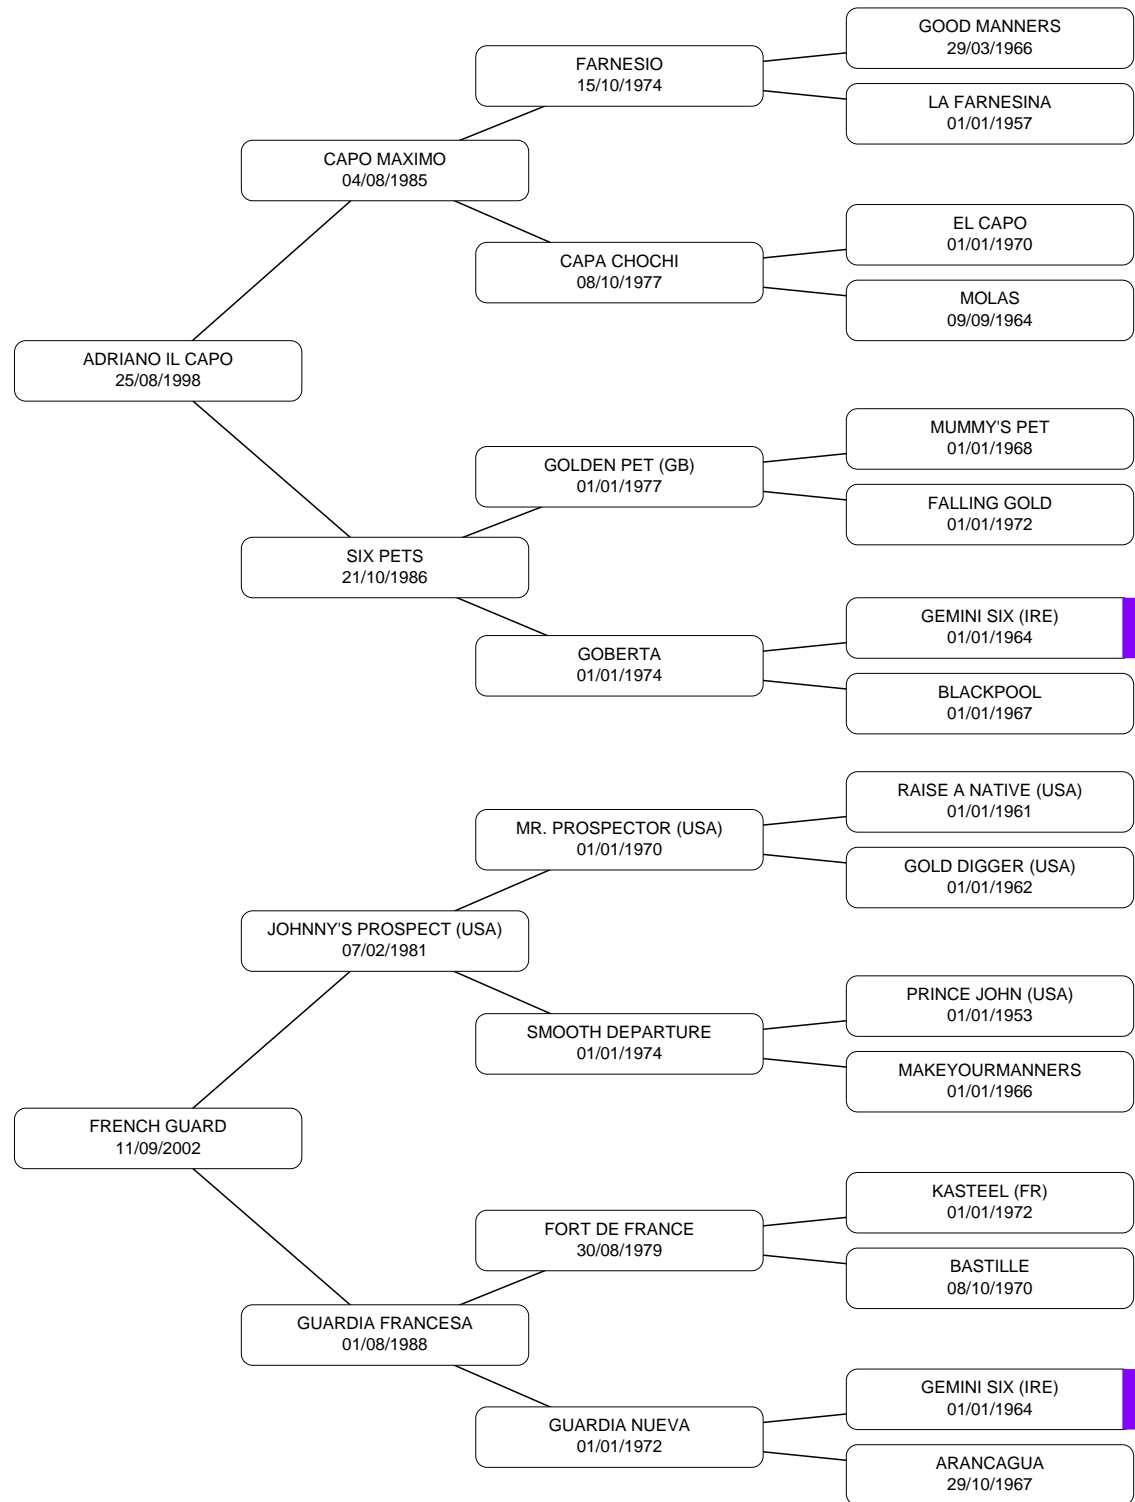 GOOD MANNERS
29/03/1966
FARNESIO
15/10/1974
LA FARNESINA
01/01/1957
CAPO MAXIMO
04/08/1985
EL CAPO
01/01/1970
CAPA CHOCHI
08/10/1977
MOLAS
09/09/1964
ADRIANO IL CAPO
25/08/1998
MUMMY'S PET
01/01/1968
GOLDEN PET (GB)
01/01/1977
FALLING GOLD
01/01/1972
SIX PETS
21/10/1986
GEMINI SIX (IRE)
01/01/1964
GOBERTA
01/01/1974
BLACKPOOL
01/01/1967
RAISE A NATIVE (USA)
01/01/1961
MR. PROSPECTOR (USA)
01/01/1970
GOLD DIGGER (USA)
01/01/1962
JOHNNY'S PROSPECT (USA)
07/02/1981
PRINCE JOHN (USA)
01/01/1953
SMOOTH DEPARTURE
01/01/1974
MAKEYOURMANNERS
01/01/1966
FRENCH GUARD
11/09/2002
KASTEEL (FR)
01/01/1972
FORT DE FRANCE
30/08/1979
BASTILLE
08/10/1970
GUARDIA FRANCESA
01/08/1988
GEMINI SIX (IRE)
01/01/1964
GUARDIA NUEVA
01/01/1972
ARANCAGUA
29/10/1967